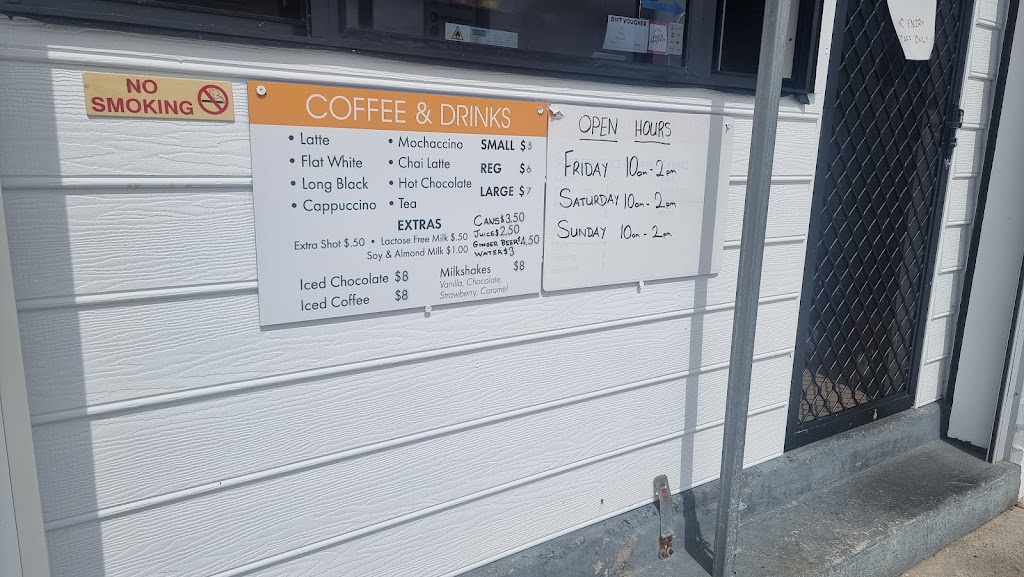 GIFT VOUCHER
NO ENTRY
STAFF ONLY
NO
SMOKING
COFFEE & DRINKS
• Latte
• Flat White
• Long Black
• Cappuccino
• Mochaccino
• Chai Latte
• Hot Chocolate
• Tea
SMALL $5
REG $6
LARGE $7
EXTRAS
Extra Shot $.50 • Lactose Free Milk $.50
Soy & Almond Milk $1.00
CANS $3.50
JUICE $2.50
GINGER BEER $4.50
WATER $3
Iced Chocolate $8
Iced Coffee $8
Milkshakes $8
Vanilla, Chocolate,
Strawberry, Caramel
OPEN HOURS
FRIDAY 10am - 2pm
SATURDAY 10am - 2pm
SUNDAY 10am - 2pm